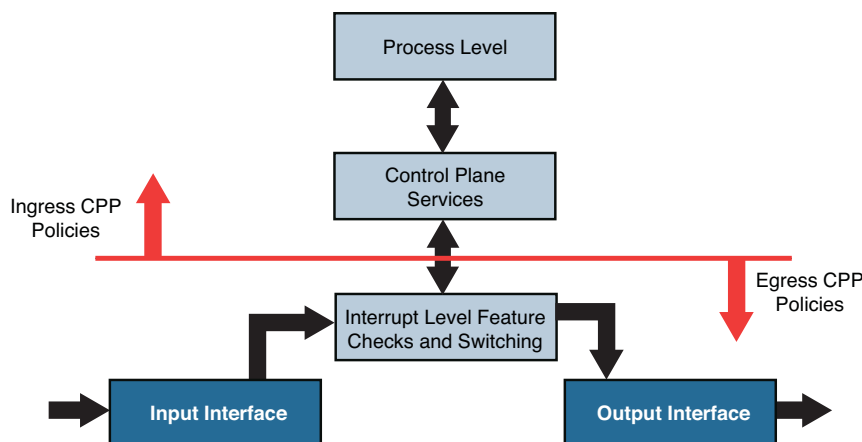 Process Level
Control Plane
Services
Ingress CPP
Policies
Egress CPP
Policies
Interrupt Level Feature
Checks and Switching
Input Interface
Output Interface